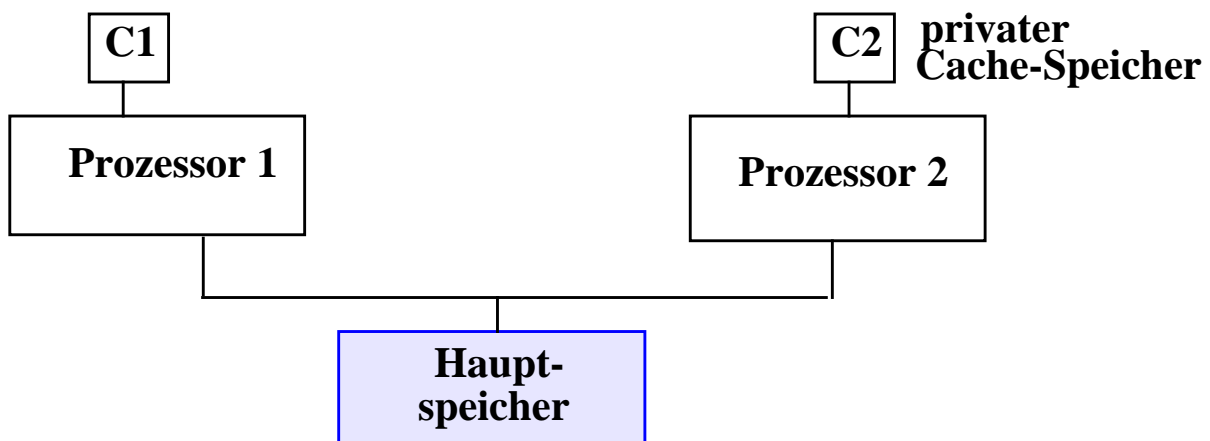 C1
C2
privater
Cache-Speicher
Prozessor 1
Prozessor 2
Haupt-
speicher